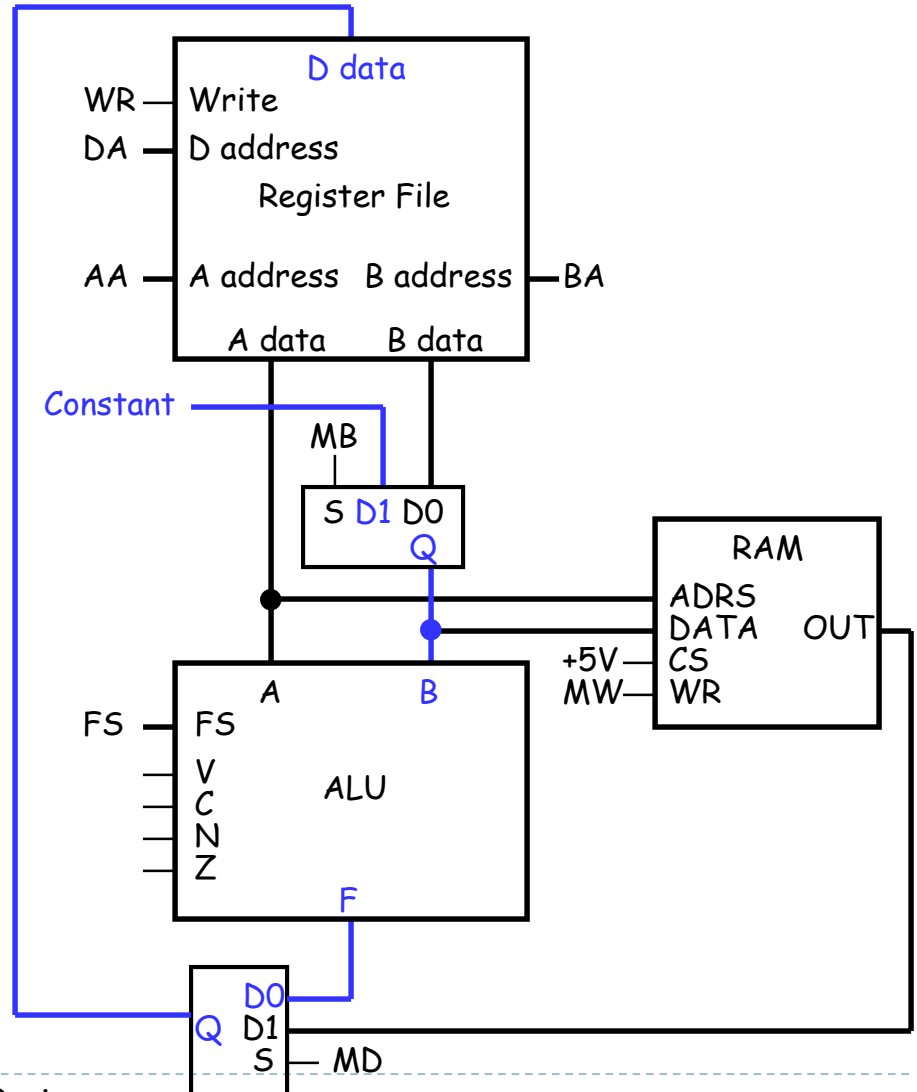 D data
WR Write
DA D address
Register File
AA A address B address BA
A data B data
Constant
MB
S D1 D0
Q
RAM
ADRS
DATA OUT
+5V CS
MW WR
A B
FS FS
V
ALU
C
N
Z
F
D0
Q D1
S MD